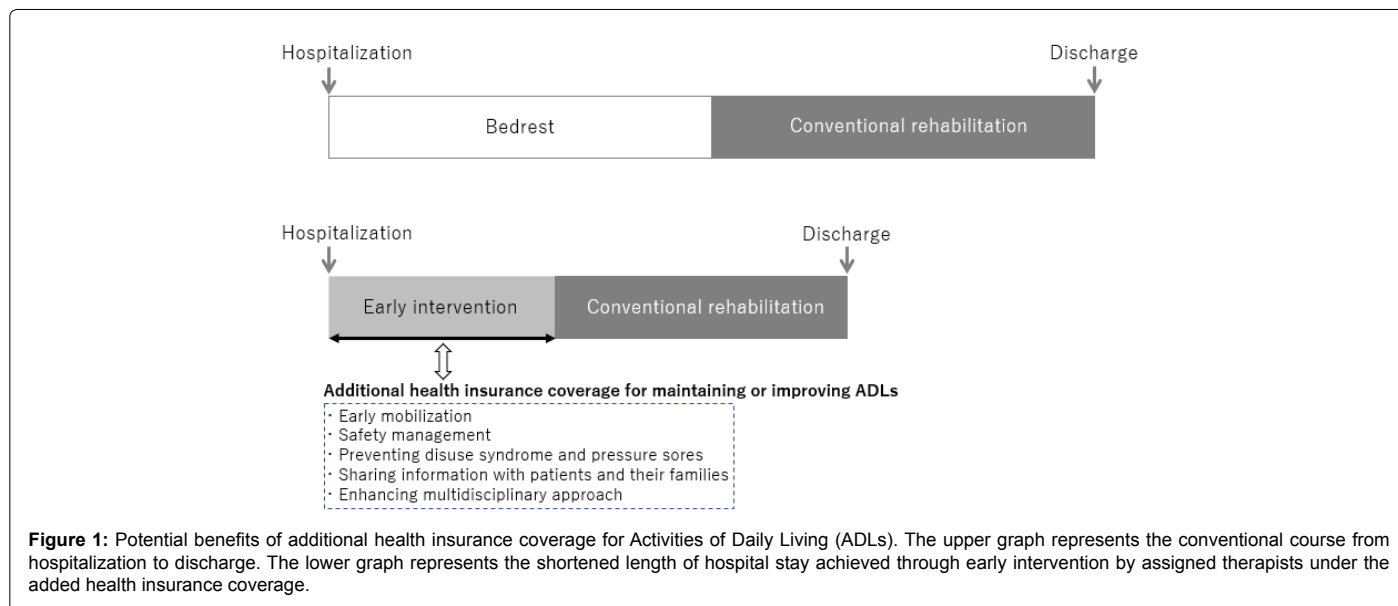 Hospitalization
Discharge
Bedrest
Conventional rehabilitation
Hospitalization
Discharge
Early intervention
Conventional rehabilitation
Additional health insurance coverage for maintaining or improving ADLs
・Early mobilization
・Safety management
・Preventing disuse syndrome and pressure sores
・Sharing information with patients and their families
・Enhancing multidisciplinary approach
Figure 1: Potential benefits of additional health insurance coverage for Activities of Daily Living (ADLs). The upper graph represents the conventional course from
hospitalization to discharge. The lower graph represents the shortened length of hospital stay achieved through early intervention by assigned therapists under the
added health insurance coverage.